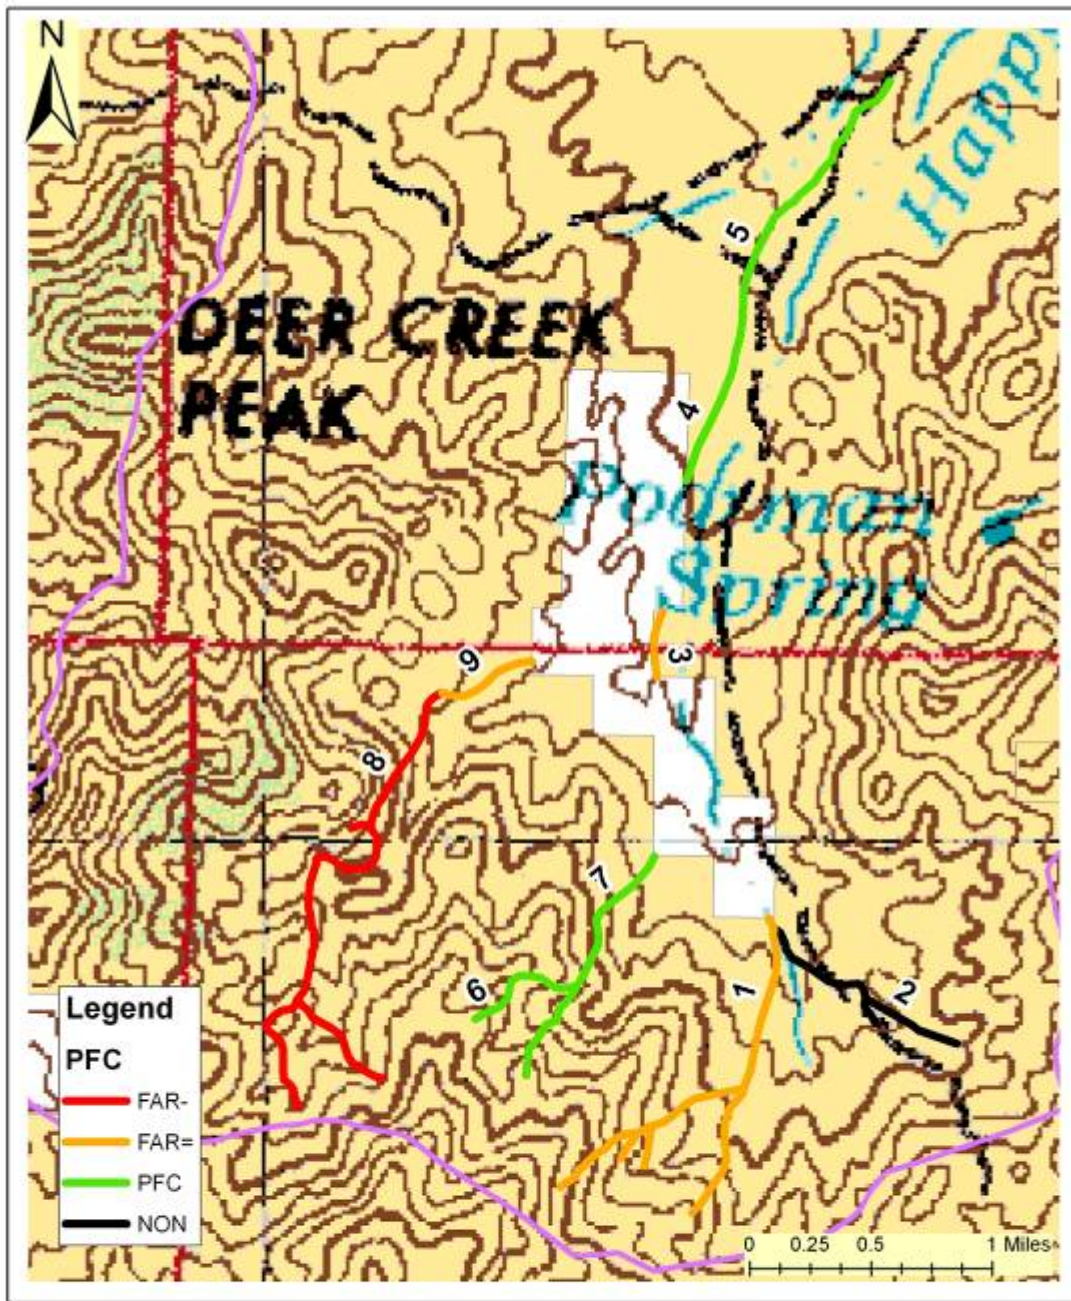 N
Happ
5
DEER CREEK
PEAK
4
Podyman
Spring
3
9
8
7
6
1
2
Legend
PFC
FAR-
FAR=
PFC
NON
0 0.25 0.5 1 Miles